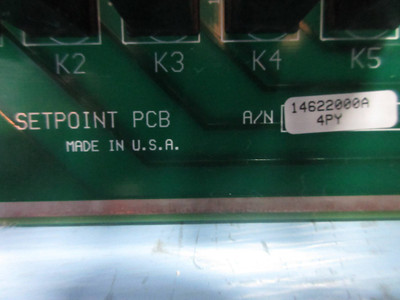 K2 K3 K4 K5
SETPOINT PCB A/N 14622000A
4PY
MADE IN U.S.A.